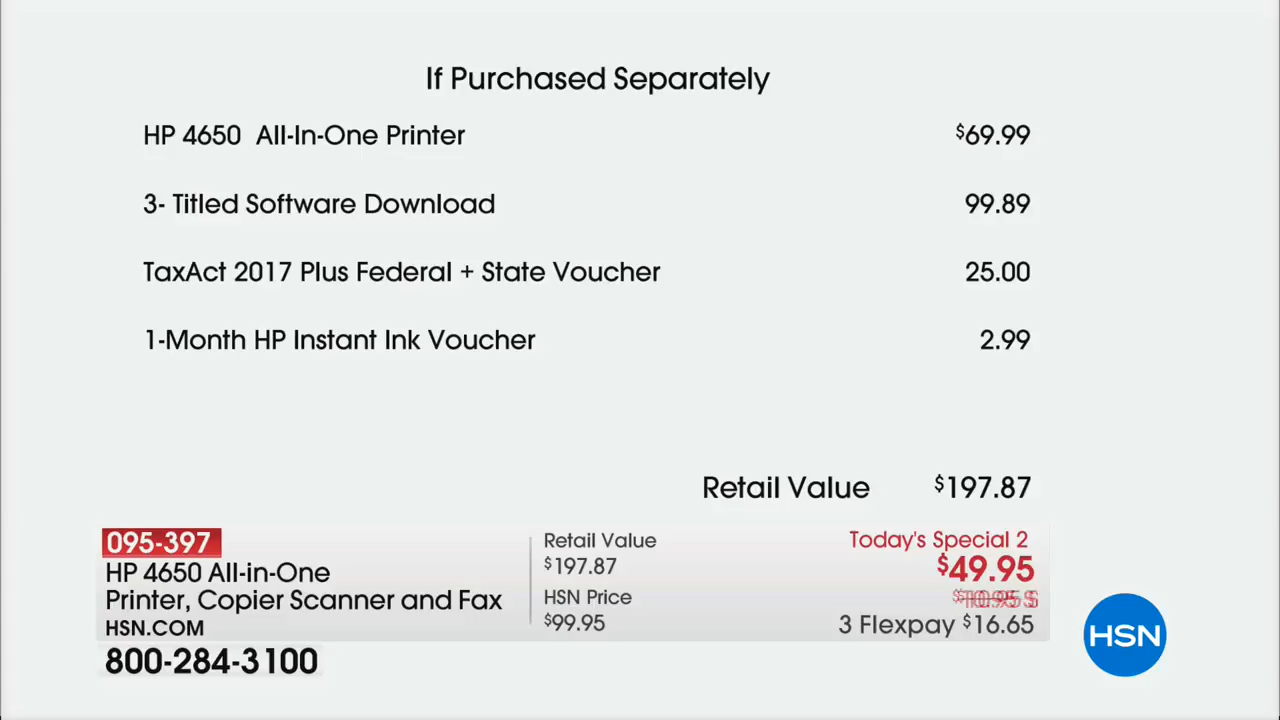 If Purchased Separately
HP 4650 All-In-One Printer $69.99
3- Titled Software Download 99.89
TaxAct 2017 Plus Federal + State Voucher 25.00
1-Month HP Instant Ink Voucher 2.99
Retail Value $197.87
095-397
HP 4650 All-in-One
Printer, Copier Scanner and Fax
HSN.COM
800-284-3100
Retail Value
$197.87
HSN Price
$99.95
Today's Special 2
$49.95
3 Flexpay $16.65
HSN